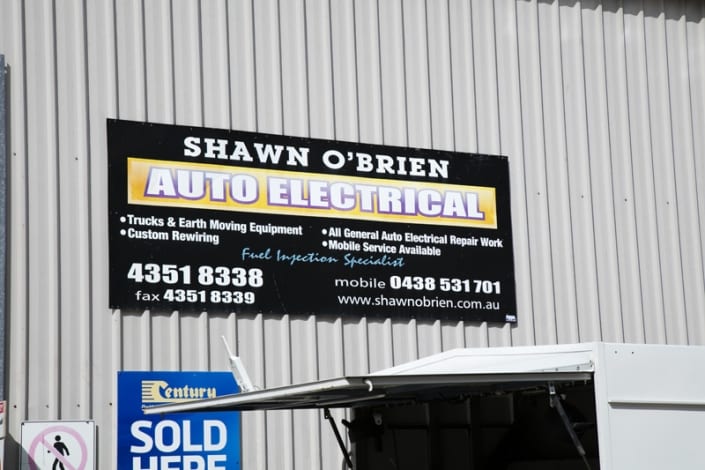 SHAWN O'BRIEN
AUTO ELECTRICAL
•Trucks & Earth Moving Equipment
•Custom Rewiring
•All General Auto Electrical Repair Work
•Mobile Service Available
Fuel Injection Specialist
4351 8338
fax 4351 8339
mobile 0438 531 701
www.shawnobrien.com.au
Century
SOLD
HERE